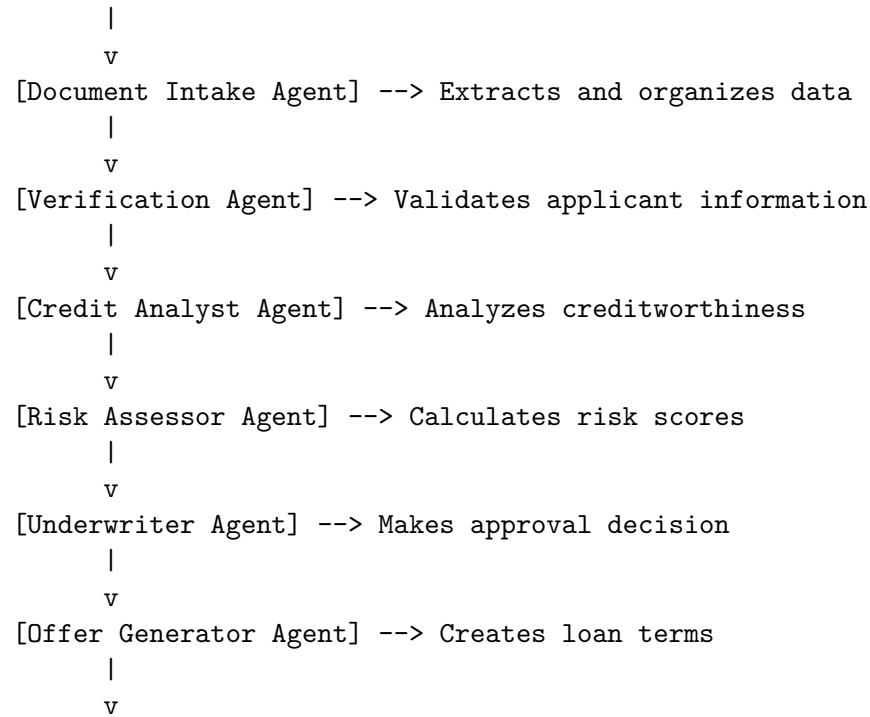 |
v
[Document Intake Agent] --> Extracts and organizes data
|
v
[Verification Agent] --> Validates applicant information
|
v
[Credit Analyst Agent] --> Analyzes creditworthiness
|
v
[Risk Assessor Agent] --> Calculates risk scores
|
v
[Underwriter Agent] --> Makes approval decision
|
v
[Offer Generator Agent] --> Creates loan terms
|
v